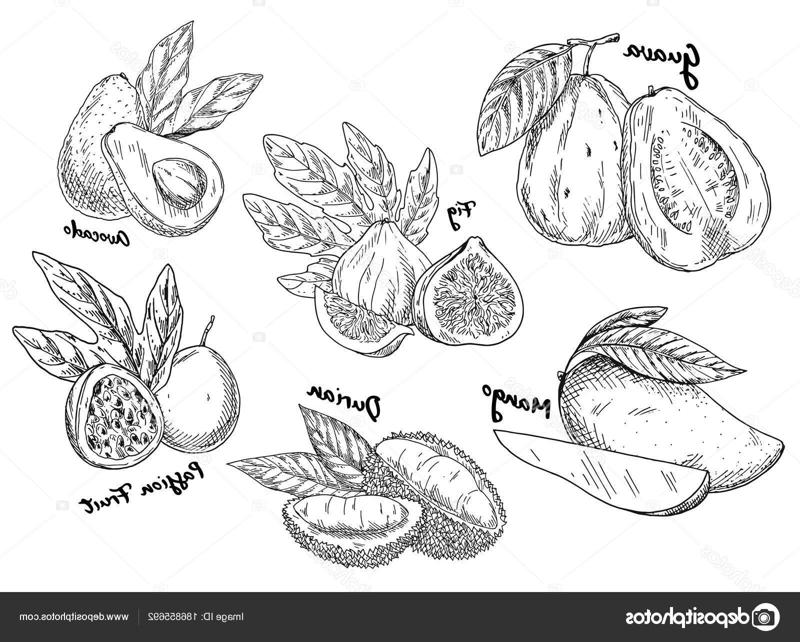 Guava
Avocado
Fig
Mango
Durian
Passion Fruit
depositphotos
Image ID: 186855692
www.depositphotos.com